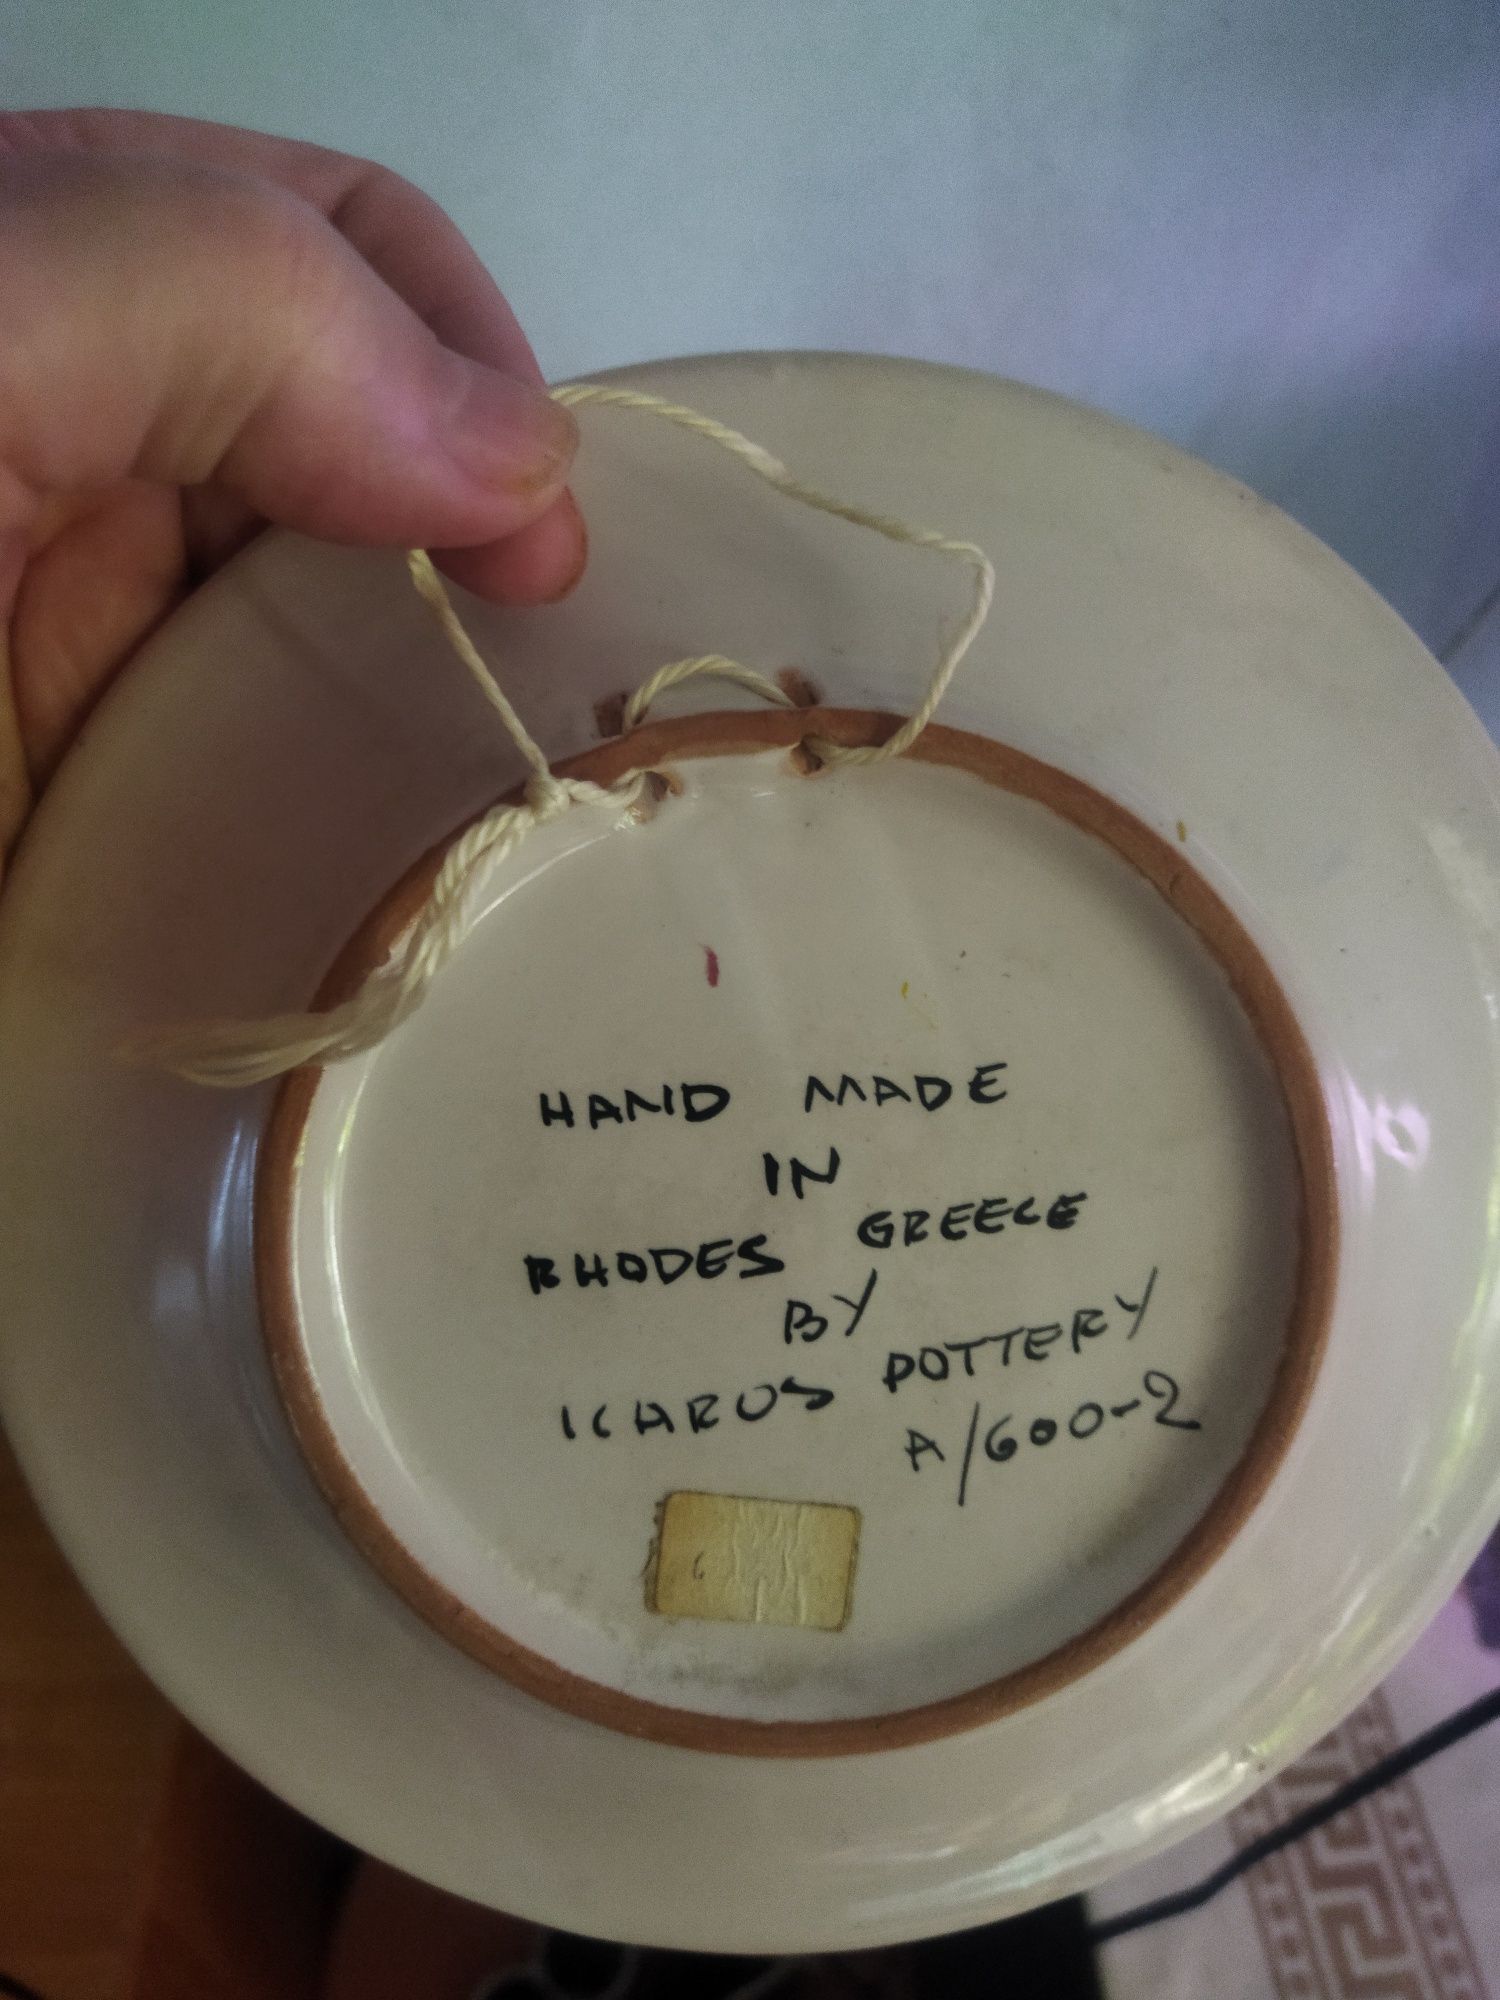 HAND MADE
IN
RHODES GREECE
BY
ICAROS POTTERY
A/600-2